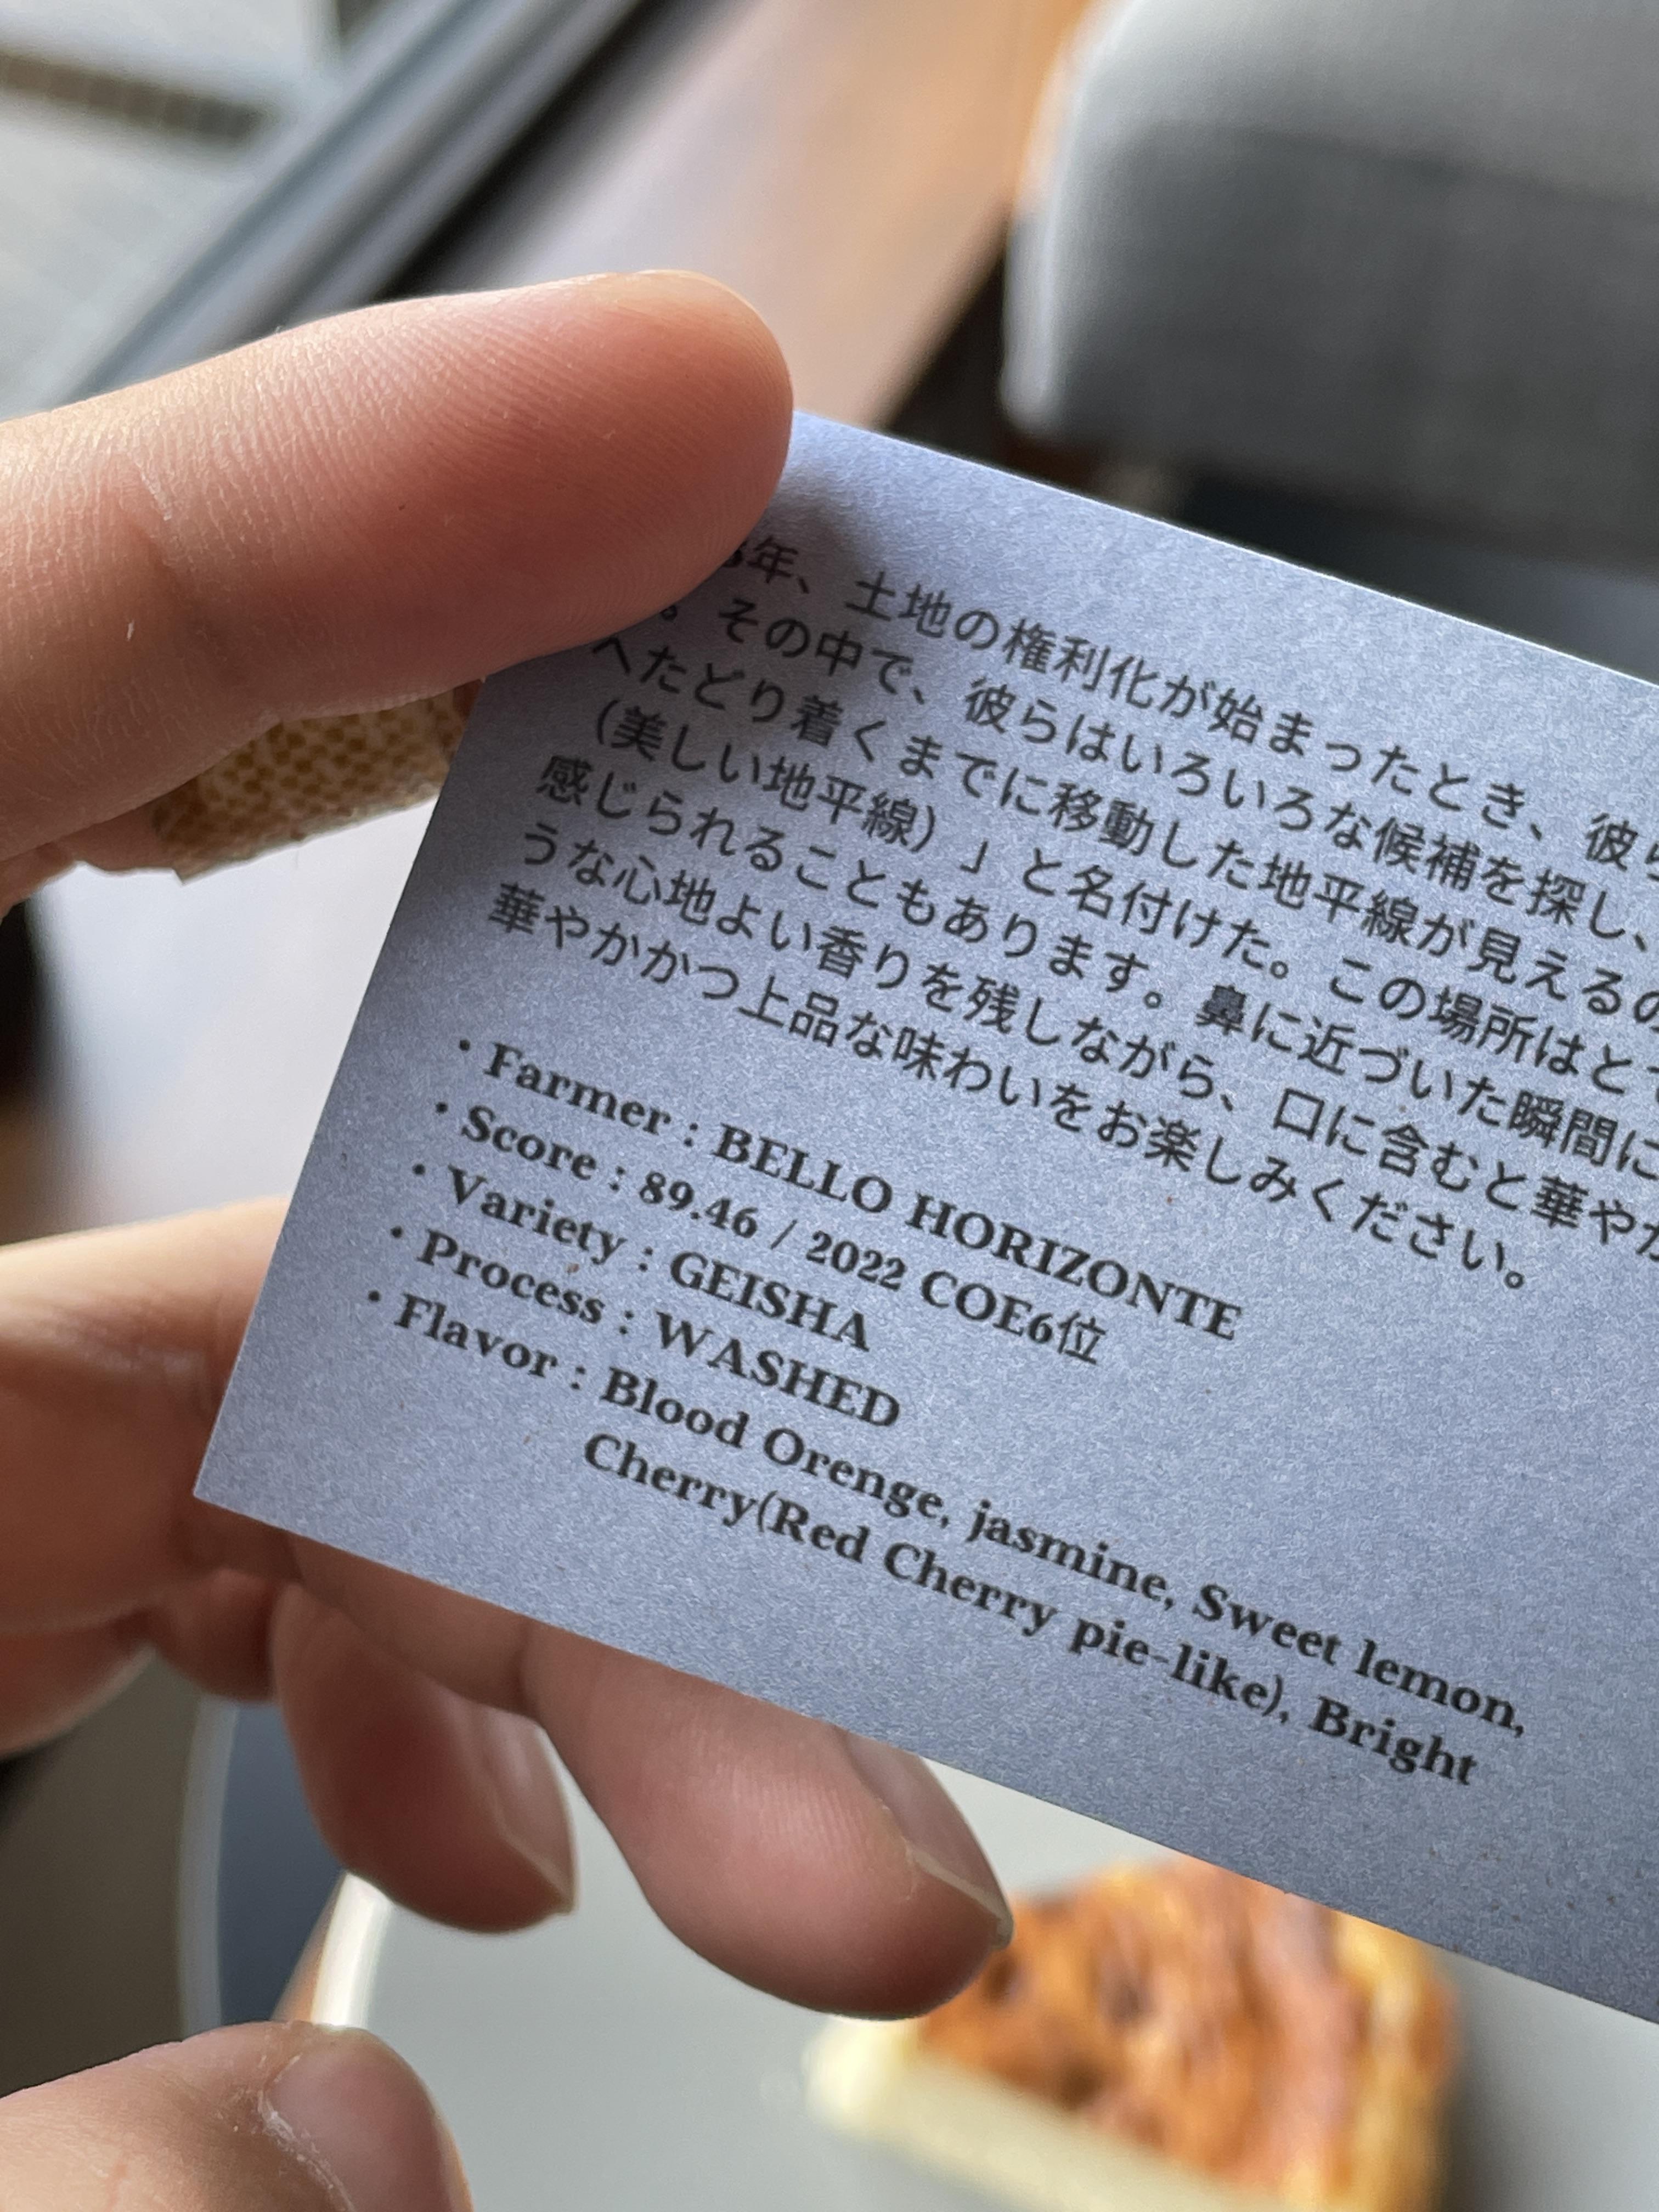 年、土地の権利化が始まったとき、彼ら
。その中で、彼らはいろいろな候補を探し、
へたどり着くまでに移動した地平線が見えるの
（美しい地平線）」と名付けた。この場所はと
感じられることもあります。鼻に近づいた瞬間に
うな心地よい香りを残しながら、口に含むと華やか
華やかかつ上品な味わいをお楽しみください。
・Farmer : BELLO HORIZONTE
・Score : 89.46 / 2022 COE6位
・Variety : GEISHA
・Process : WASHED
・Flavor : Blood Orenge, jasmine, Sweet lemon,
Cherry(Red Cherry pie-like), Bright